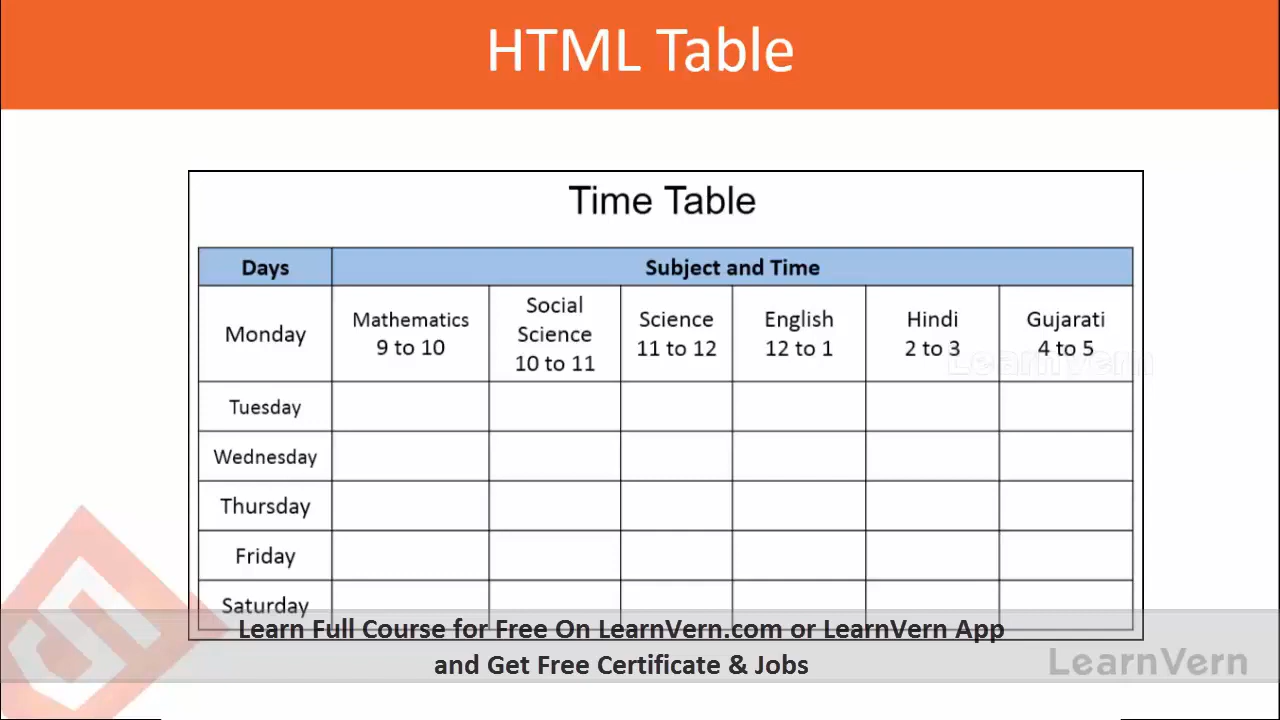 HTML Table
Time Table
Days Subject and Time
Monday
Mathematics
9 to 10
Social
Science
10 to 11
Science
11 to 12
English
12 to 1
Hindi
2 to 3
Gujarati
4 to 5
LearnVern
Tuesday
Wednesday
Thursday
Friday
Saturday
Learn Full Course for Free On LearnVern.com or LearnVern App
and Get Free Certificate & Jobs
LearnVern